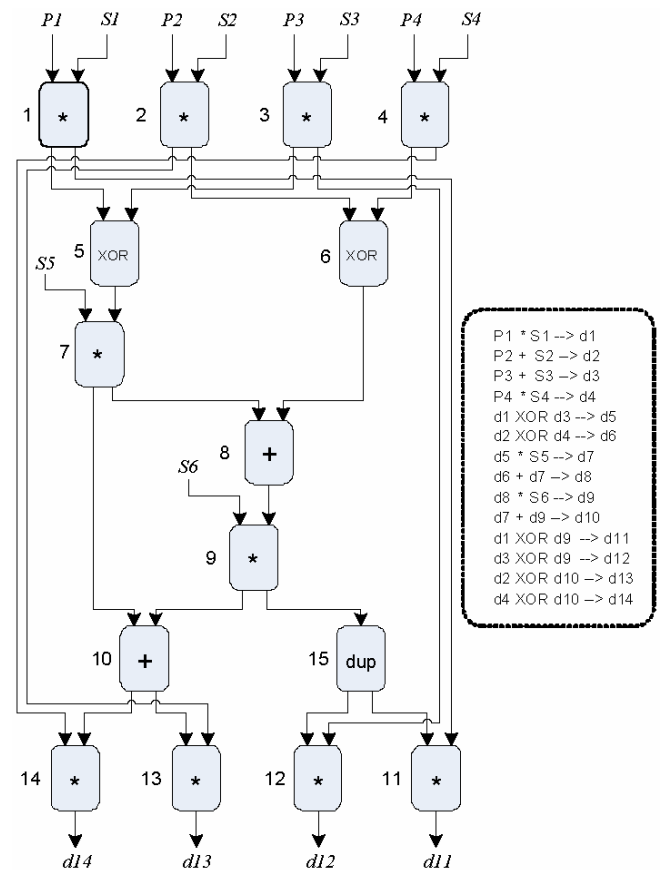 P1 S1 P2 S2 P3 S3 P4 S4
1 * 2 * 3 * 4 *
5 XOR 6 XOR
S5
7 *
8 +
S6
9 *
10 + 15 dup
14 * 13 * 12 * 11 *
d14 d13 d12 d11
P1 * S1 --> d1
P2 + S2 --> d2
P3 + S3 --> d3
P4 * S4 --> d4
d1 XOR d3 --> d5
d2 XOR d4 --> d6
d5 * S5 --> d7
d6 + d7 --> d8
d8 * S6 --> d9
d7 + d9 --> d10
d1 XOR d9 --> d11
d3 XOR d9 --> d12
d2 XOR d10 --> d13
d4 XOR d10 --> d14